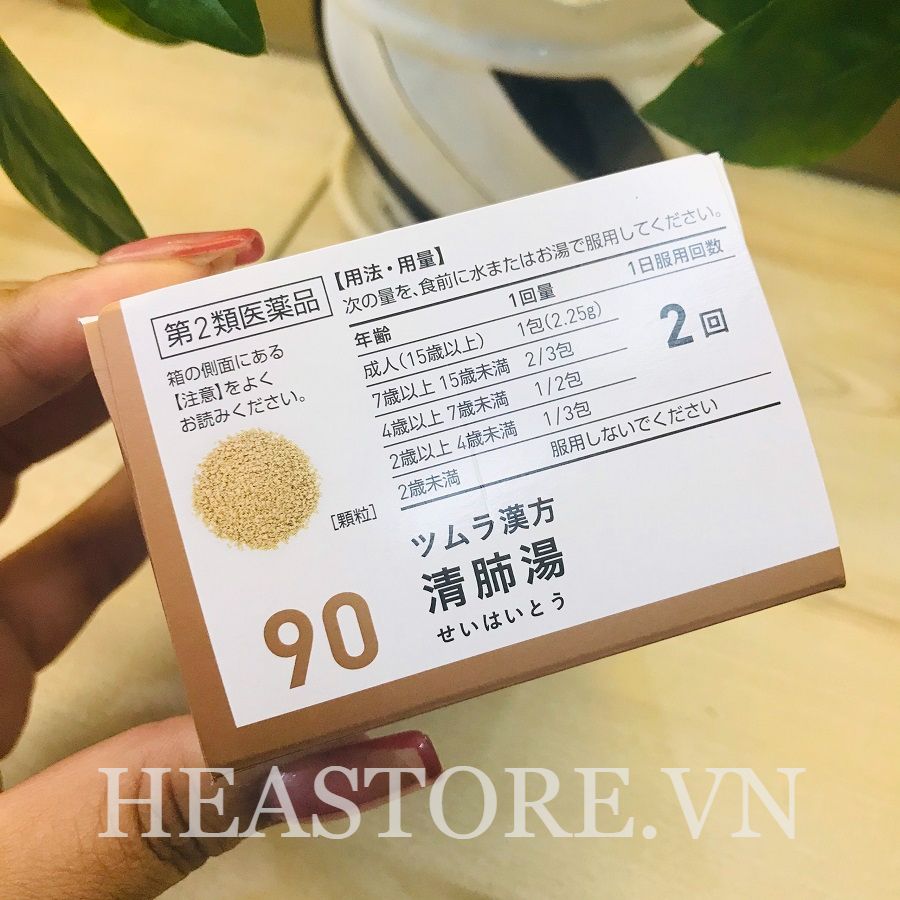 第2類医薬品
箱の側面にある
【注意】をよく
お読みください。
[顆粒]
【用法・用量】
次の量を、食前に水またはお湯で服用してください。
年齢 1回量 1日服用回数
成人(15歳以上) 1包(2.25g) 2回
7歳以上 15歳未満 2/3包
4歳以上 7歳未満 1/2包
2歳以上 4歳未満 1/3包
2歳未満 服用しないでください
ツムラ漢方
清肺湯
せいはいとう
90
HEASTORE.VN